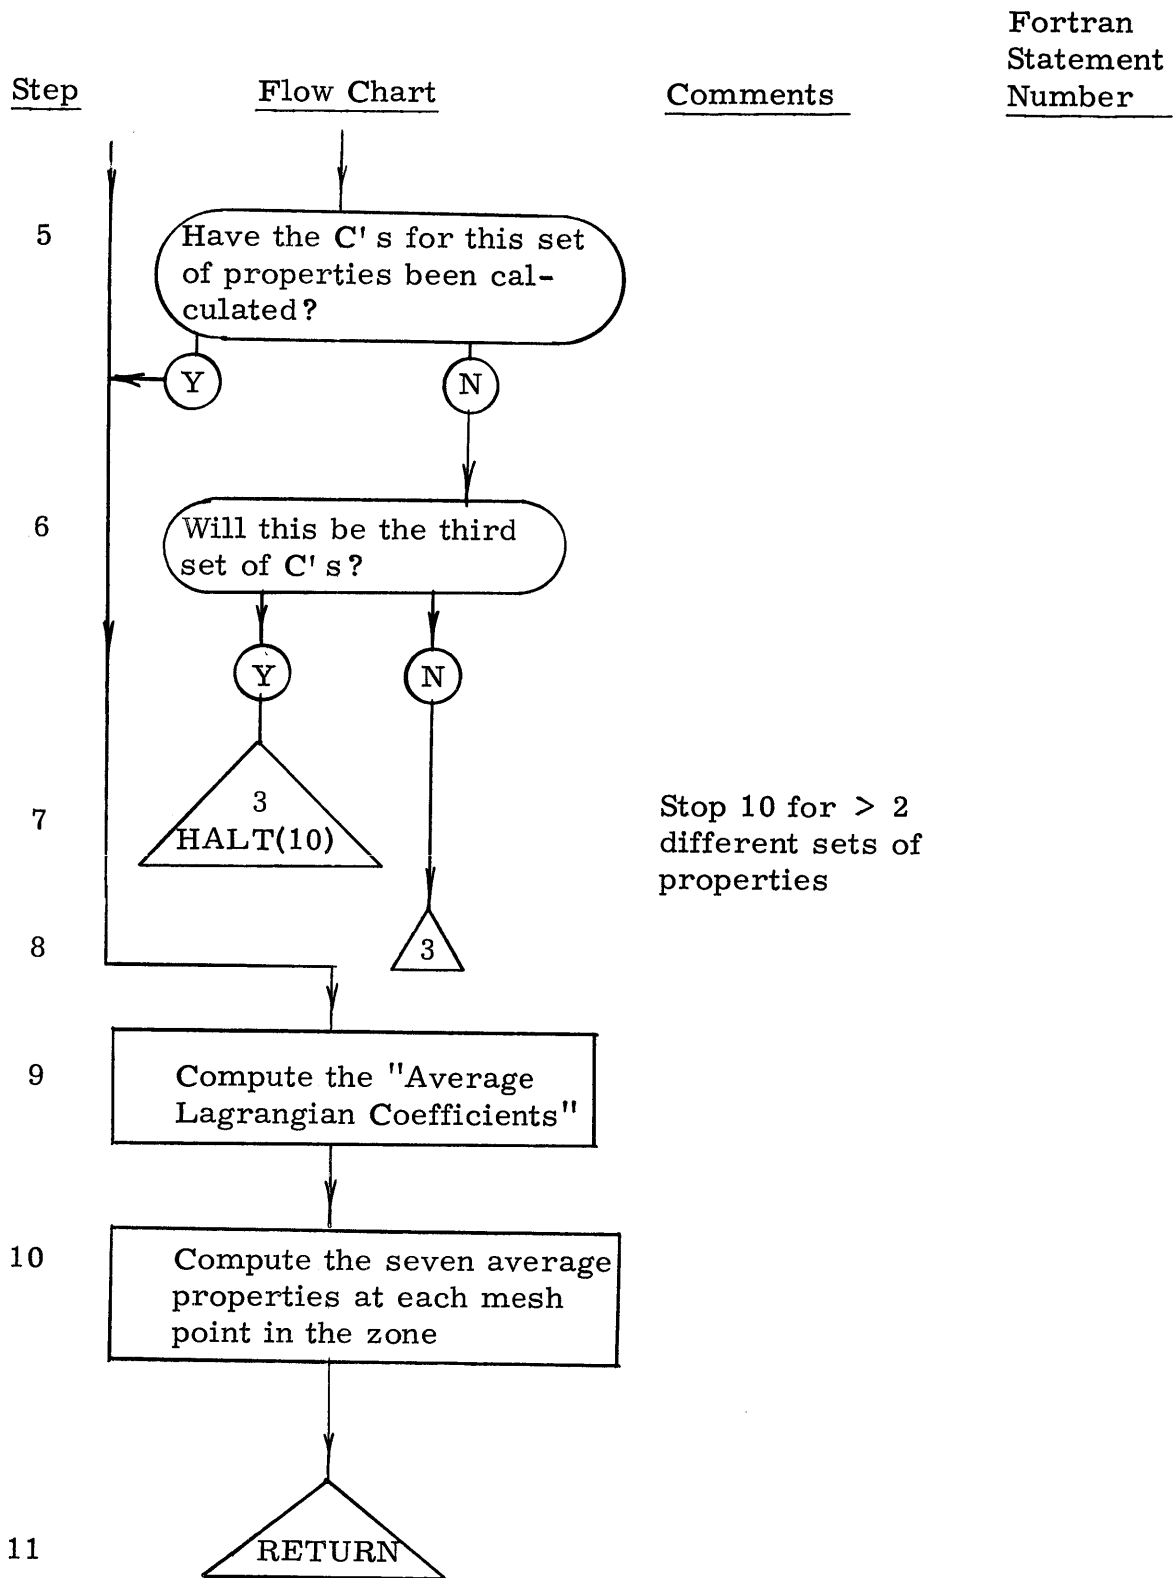 Step
Flow Chart
Comments
Fortran
Statement
Number
5
Have the C's for this set
of properties been cal-
culated?
Y
N
6
Will this be the third
set of C's?
Y
N
7
3
HALT(10)
Stop 10 for > 2
different sets of
properties
8
3
9
Compute the "Average
Lagrangian Coefficients"
10
Compute the seven average
properties at each mesh
point in the zone
11
RETURN